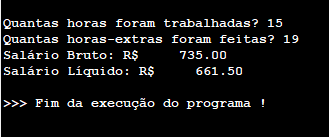 Quantas horas foram trabalhadas? 15
Quantas horas-extras foram feitas? 19
Salário Bruto: R$     735.00
Salário Líquido: R$     661.50
>>> Fim da execução do programa !